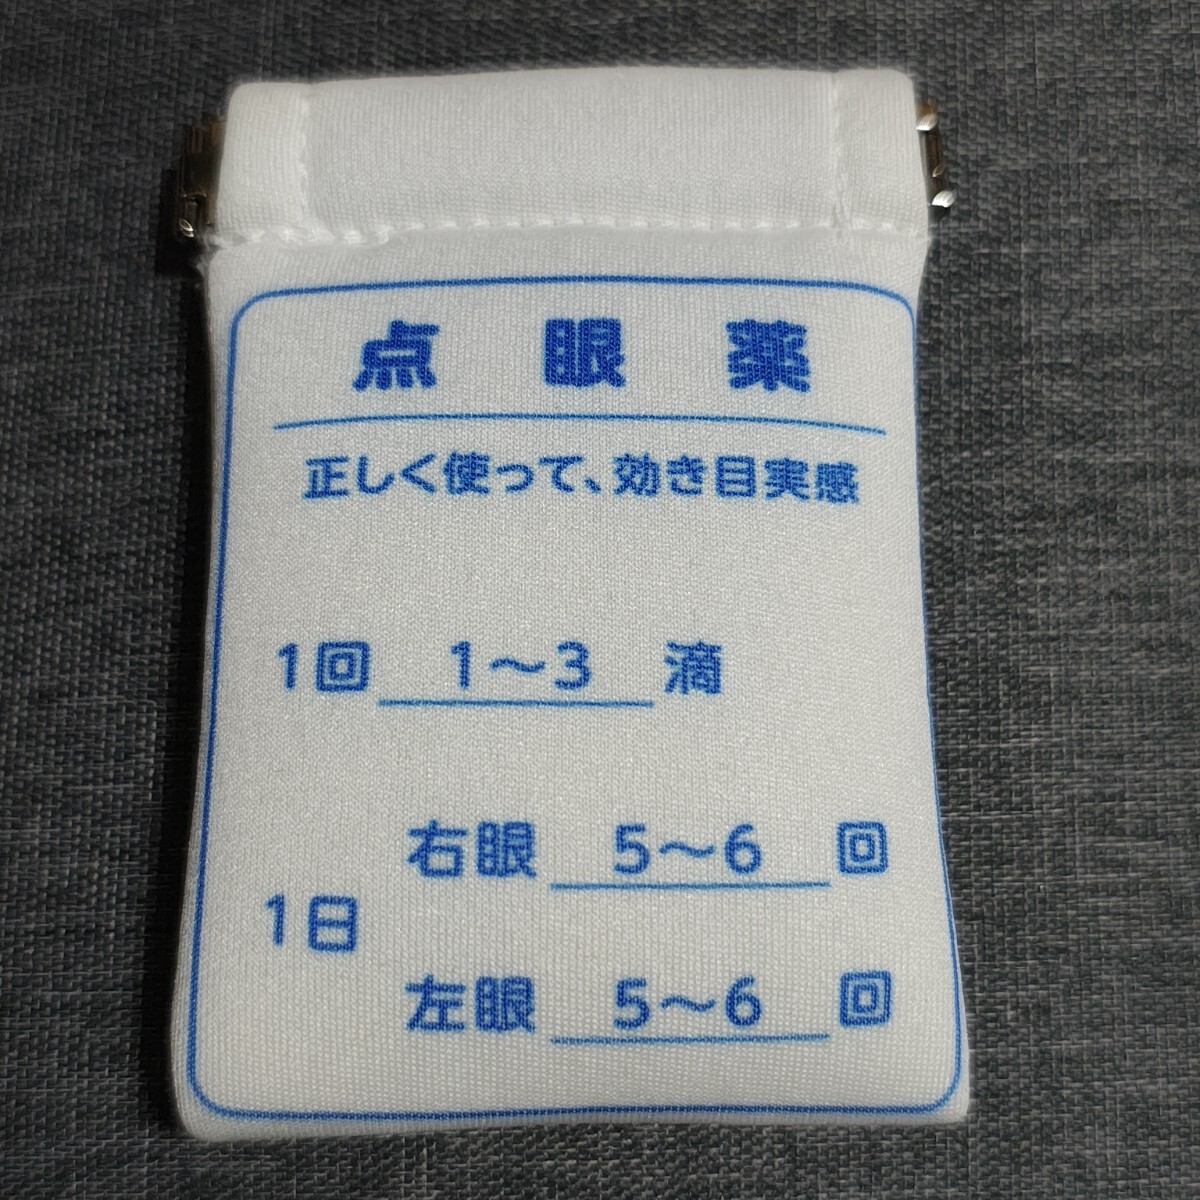 点眼薬
正しく使って、効き目実感
1回 1〜3 滴
右眼 5〜6 回
1日
左眼 5〜6 回